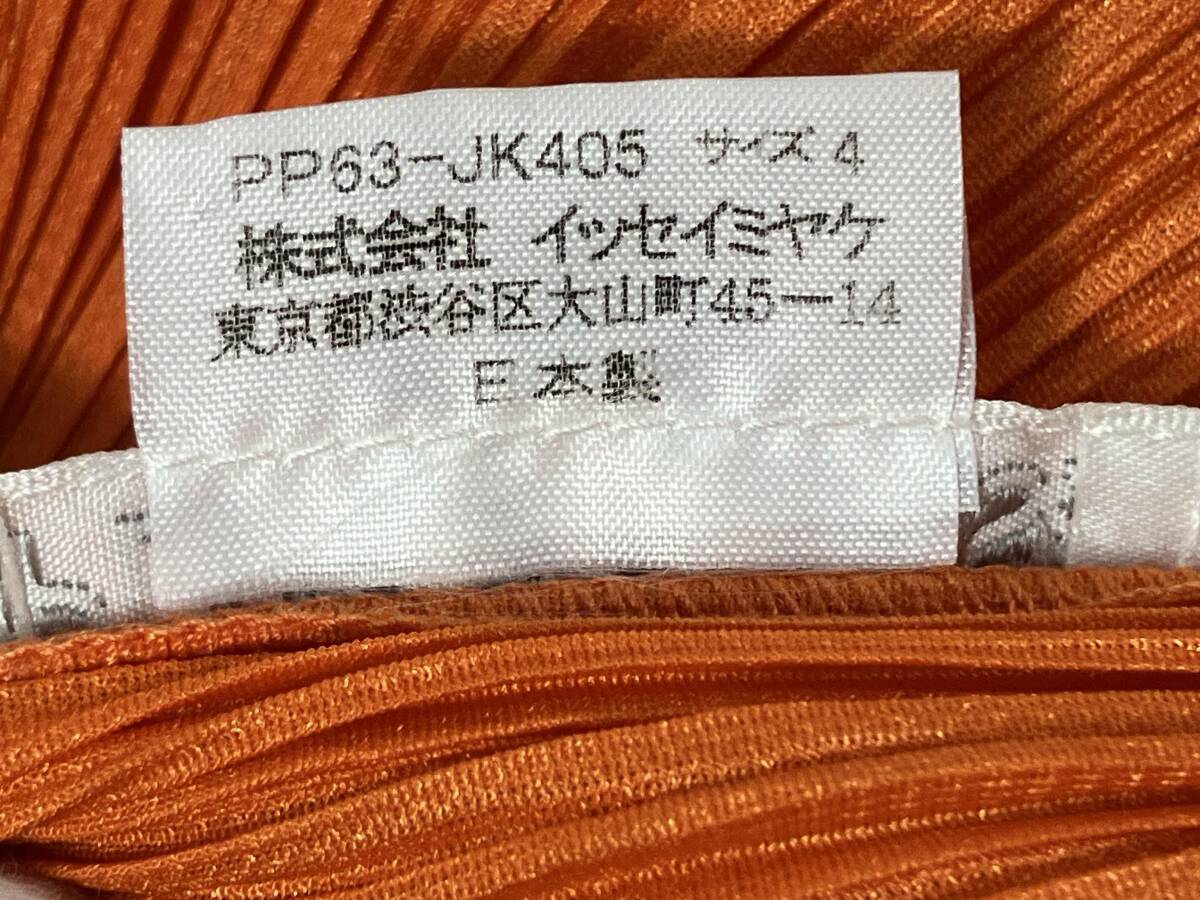 PP63-JK405 サイズ4
株式会社 イッセイミヤケ
東京都渋谷区大山町45-14
日本製